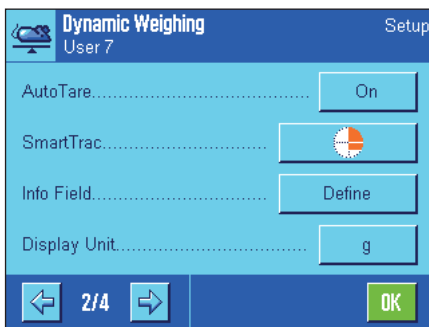 Dynamic Weighing Setup
User 7
AutoTare...................................... On
SmartTrac..............................
Info Field.............................. Define
Display Unit.................................. g
2/4 OK